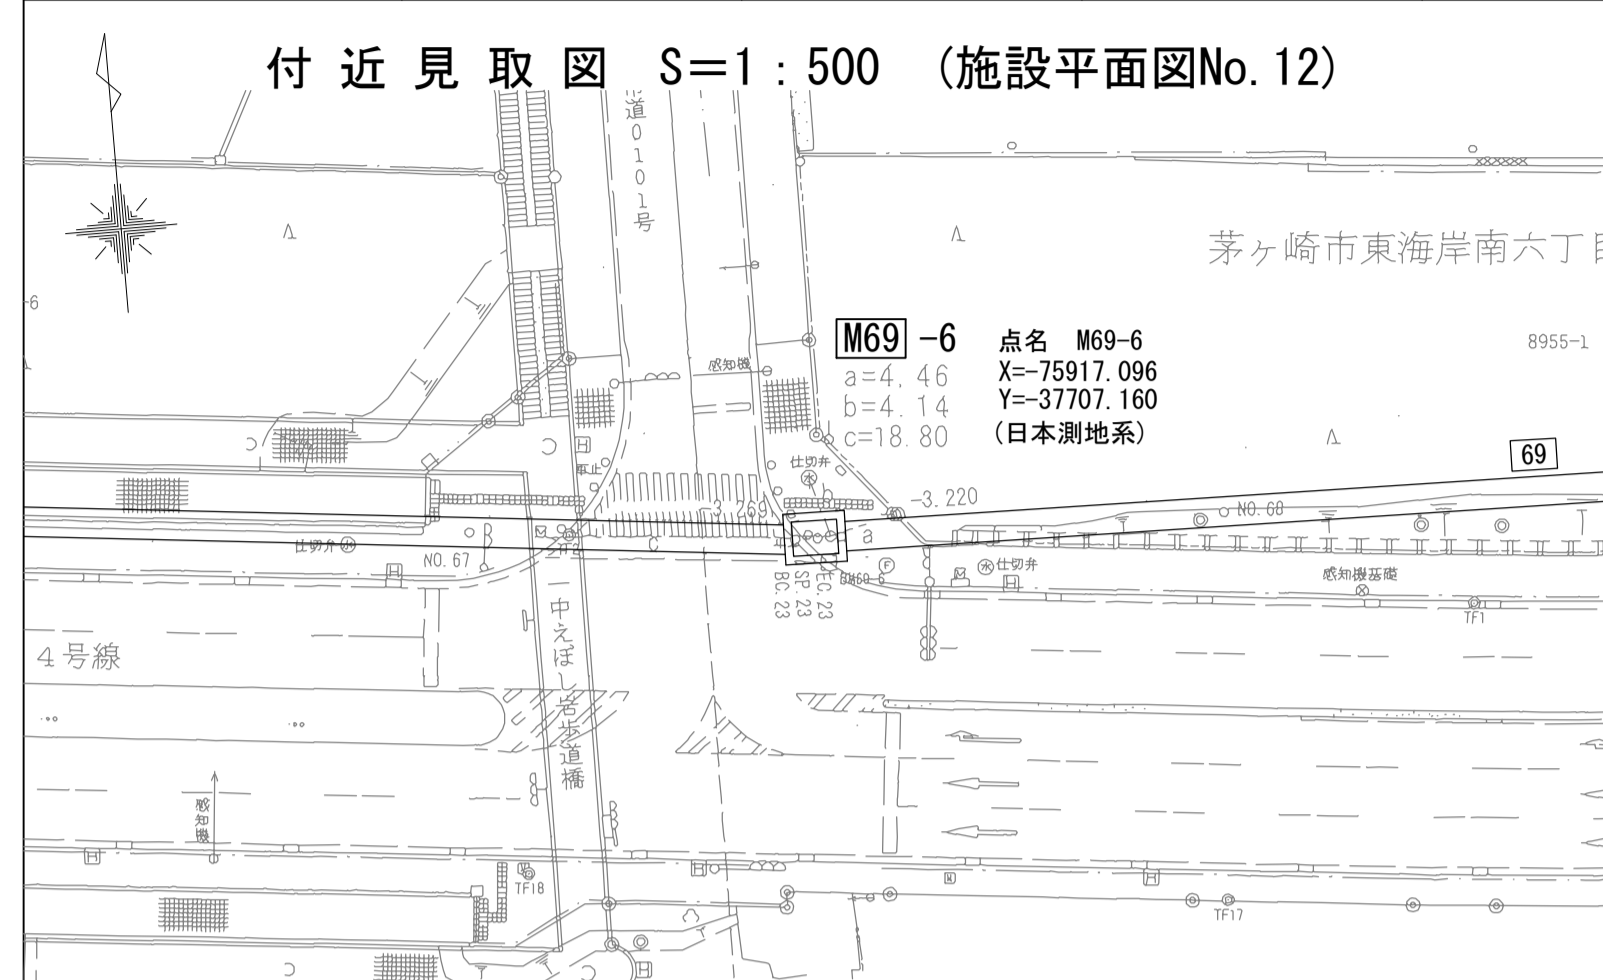 付近見取図 S=1:500 (施設平面図No.12)
道0101号
茅ヶ崎市東海岸南六丁目
-6
M69 -6
a=4.46
b=4.14
c=18.80
点名 M69-6
X=-75917.096
Y=-37707.160
(日本測地系)
8955-1
感知機
69
仕切弁
水
b
-3.269
-3.220
NO.68
仕切弁 水
NO.67
c
a
F
水 仕切弁
感知機基礎
TF1
BC.23
SP.23
EC.23
4号線
中えぼし岩歩道橋
感知機
TF18
TF17